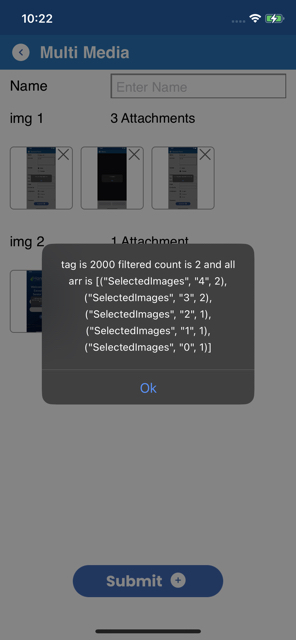 10:22
Multi Media
Name
Enter Name
img 1
3 Attachments
img 2
1 Attachment
tag is 2000 filtered count is 2 and all
arr is [("SelectedImages", "4", 2),
("SelectedImages", "3", 2),
("SelectedImages", "2", 1),
("SelectedImages", "1", 1),
("SelectedImages", "0", 1)]
Ok
Submit